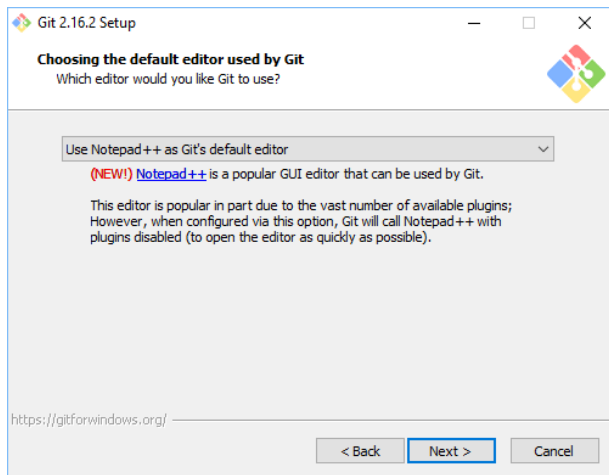 Git 2.16.2 Setup
Choosing the default editor used by Git
Which editor would you like Git to use?
Use Notepad++ as Git's default editor
(NEW!) Notepad++ is a popular GUI editor that can be used by Git.
This editor is popular in part due to the vast number of available plugins;
However, when configured via this option, Git will call Notepad++ with
plugins disabled (to open the editor as quickly as possible).
https://gitforwindows.org/
< Back Next > Cancel